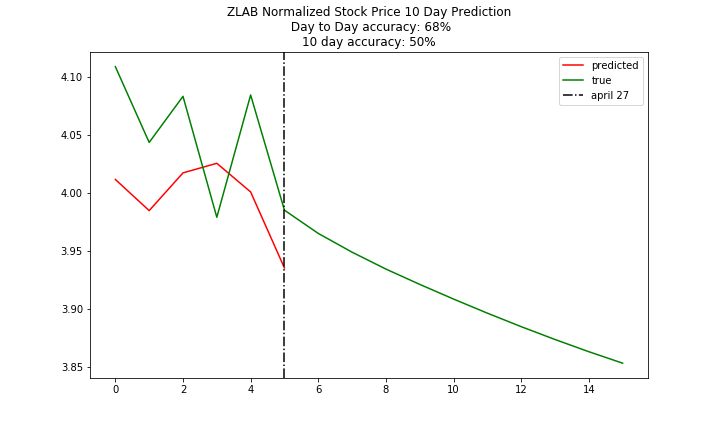 ZLAB Normalized Stock Price 10 Day Prediction
Day to Day accuracy: 68%
10 day accuracy: 50%
predicted
true
april 27
4.10
4.05
4.00
3.95
3.90
3.85
0 2 4 6 8 10 12 14